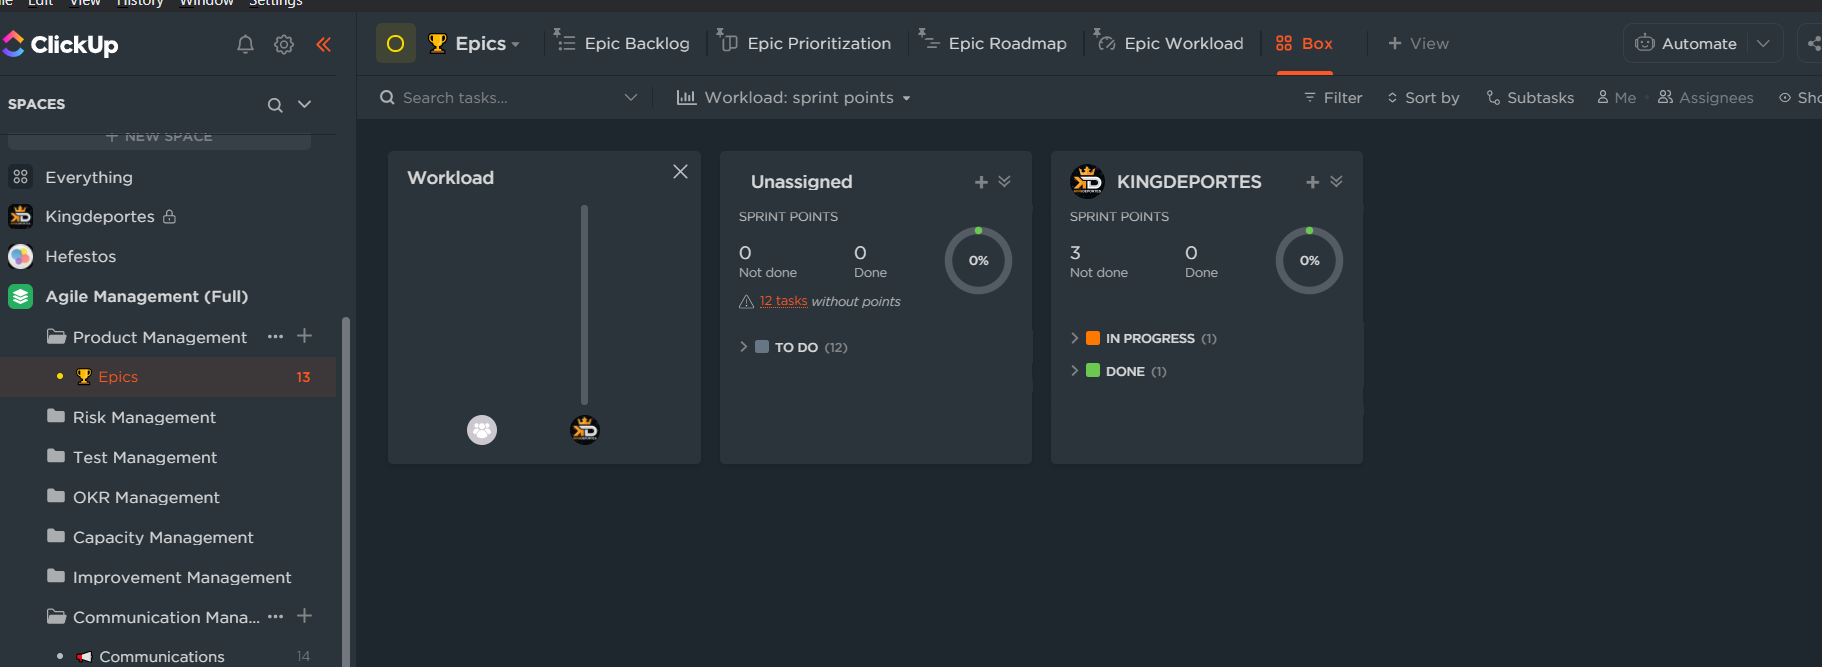 Edit View History Window Settings
ClickUp
Epics
Epic Backlog
Epic Prioritization
Epic Roadmap
Epic Workload
Box
+ View
Automate
SPACES
Search tasks...
Workload: sprint points
Filter
Sort by
Subtasks
Me
Assignees
Sho
+ NEW SPACE
Everything
Kingdeportes
Hefestos
Agile Management (Full)
Product Management
Epics 13
Risk Management
Test Management
OKR Management
Capacity Management
Improvement Management
Communication Mana...
Communications 14
Workload
Unassigned
SPRINT POINTS
0 0
Not done Done
0%
12 tasks without points
TO DO (12)
KD KINGDEPORTES
SPRINT POINTS
3 0
Not done Done
0%
IN PROGRESS (1)
DONE (1)